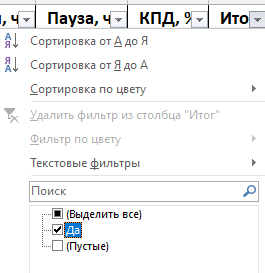 , ч Пауза, ч КПД, % Ито
Сортировка от А до Я
Сортировка от Я до А
Сортировка по цвету
Удалить фильтр из столбца "Итог"
Фильтр по цвету
Текстовые фильтры
Поиск
(Выделить все)
Да
(Пустые)